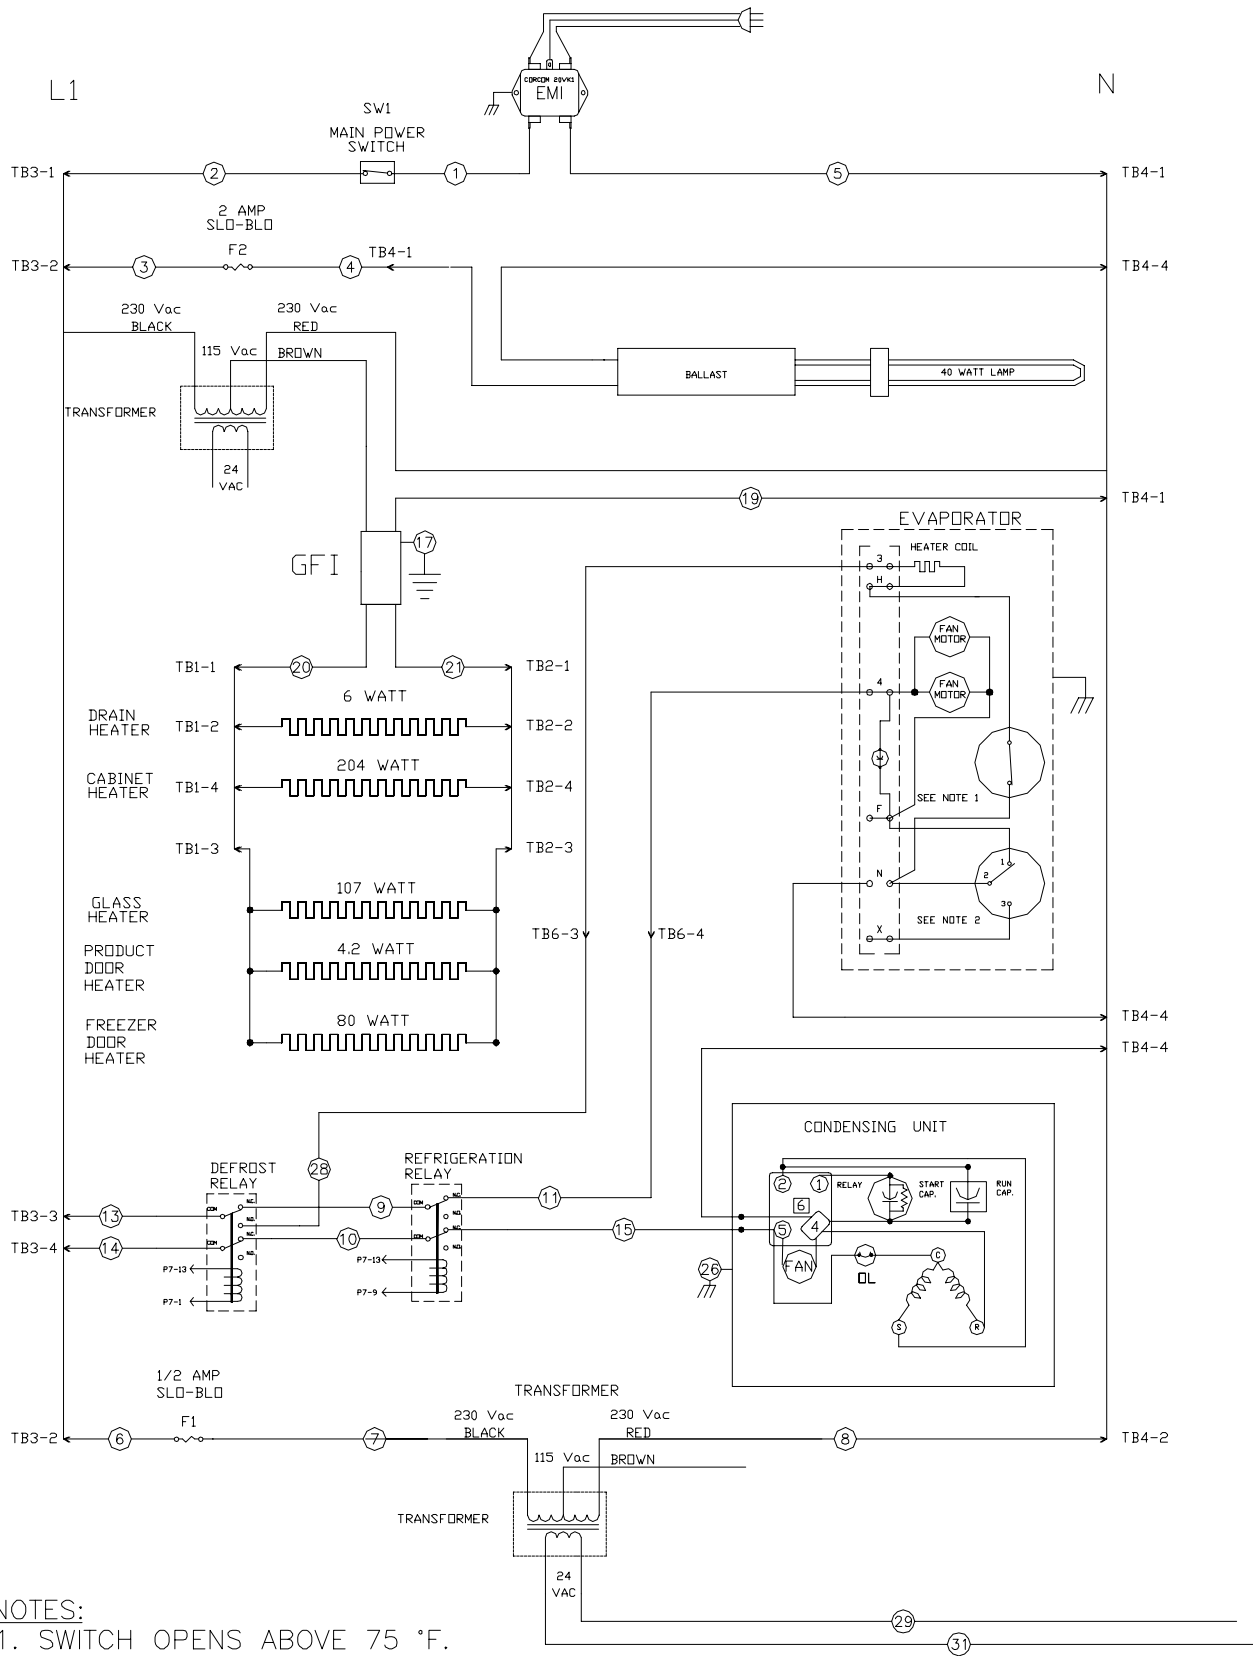 CORCOM 20VK1
EMI
L1
N
SW1
MAIN POWER
SWITCH
TB3-1
2
1
5
TB4-1
2 AMP
SLO-BLO
F2
TB4-1
TB3-2
3
4
TB4-4
230 Vac
BLACK
230 Vac
RED
115 Vac
BROWN
BALLAST
40 WATT LAMP
TRANSFORMER
24
VAC
19
TB4-1
EVAPORATOR
GFI
17
HEATER COIL
3
H
FAN
MOTOR
TB1-1
20
21
TB2-1
4
FAN
MOTOR
6 WATT
DRAIN
HEATER
TB1-2
TB2-2
204 WATT
CABINET
HEATER
TB1-4
TB2-4
SEE NOTE 1
F
TB1-3
TB2-3
1
N
2
107 WATT
GLASS
HEATER
3
SEE NOTE 2
X
TB6-3
TB6-4
PRODUCT
DOOR
HEATER
4.2 WATT
FREEZER
DOOR
HEATER
80 WATT
TB4-4
TB4-4
CONDENSING UNIT
DEFROST
RELAY
28
REFRIGERATION
RELAY
2
1
RELAY
START
CAP.
RUN
CAP.
6
COM
N.C.
9
COM
N.C.
11
TB3-3
13
N.O.
N.O.
15
5
4
TB3-4
14
COM
N.C.
10
COM
N.O.
N.O.
P7-13
P7-13
26
FAN
OL
C
P7-1
P7-9
S
R
1/2 AMP
SLO-BLO
F1
TRANSFORMER
230 Vac
BLACK
230 Vac
RED
TB3-2
6
7
8
TB4-2
115 Vac
BROWN
TRANSFORMER
24
VAC
NOTES:
1. SWITCH OPENS ABOVE 75 °F.
29
31